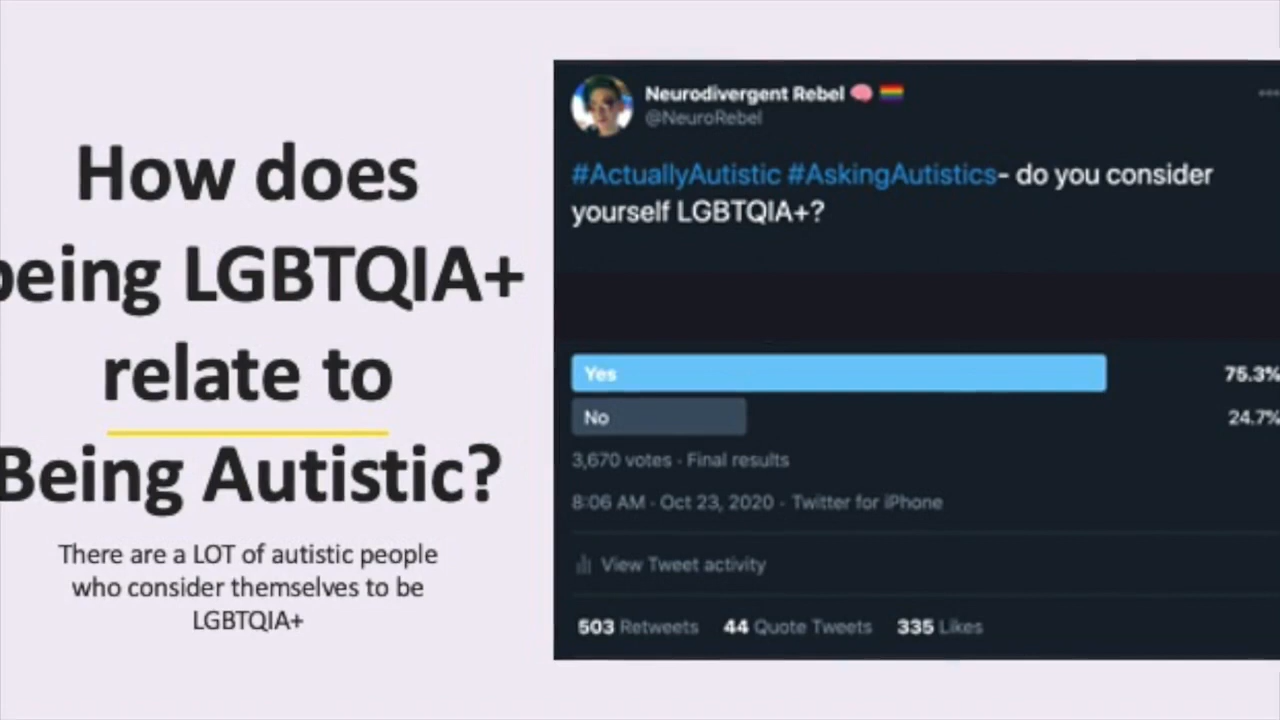 How does
being LGBTQIA+
relate to
Being Autistic?
There are a LOT of autistic people
who consider themselves to be
LGBTQIA+
Neurodivergent Rebel 🧠 🏳️‍🌈
@NeuroRebel
#ActuallyAutistic #AskingAutistics- do you consider
yourself LGBTQIA+?
Yes 75.3%
No 24.7%
3,670 votes · Final results
8:06 AM · Oct 23, 2020 · Twitter for iPhone
View Tweet activity
503 Retweets 44 Quote Tweets 335 Likes